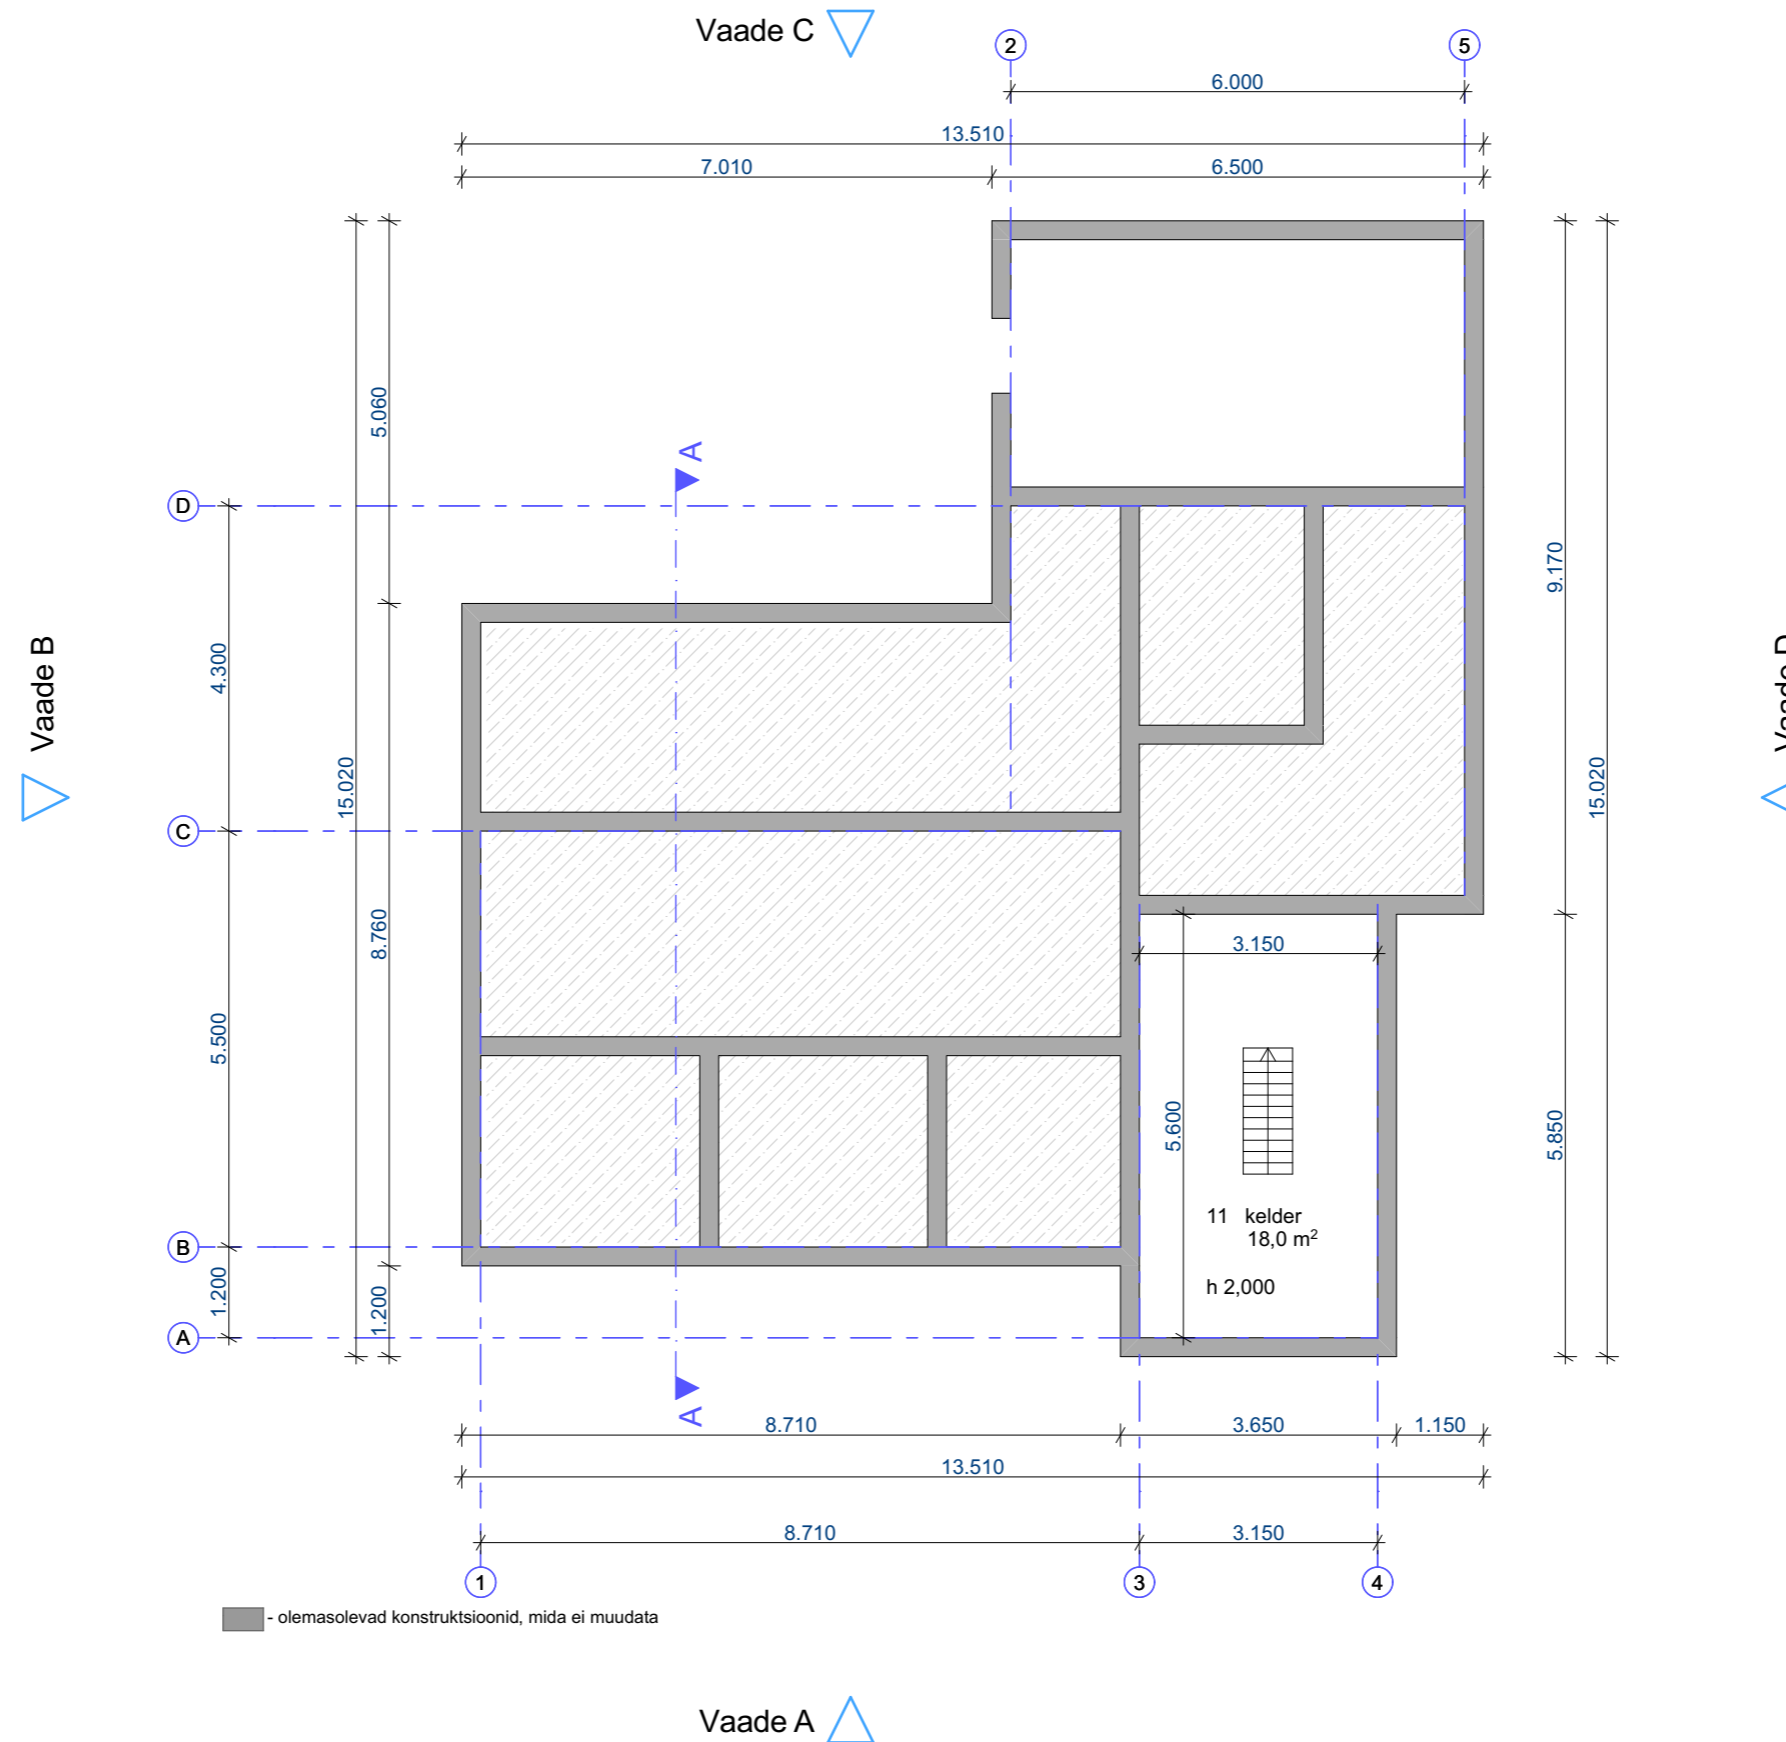 Vaade C
2
5
6.000
13.510
7.010
6.500
5.060
A
D
9.170
4.300
Vaade B
Vaade D
15.020
15.020
C
8.760
3.150
5.500
5.600
5.850
11 kelder
18,0 m²
B
h 2,000
1.200
1.200
A
A
8.710
3.650
1.150
13.510
8.710
3.150
1
3
4
- olemasolevad konstruktsioonid, mida ei muudata
Vaade A